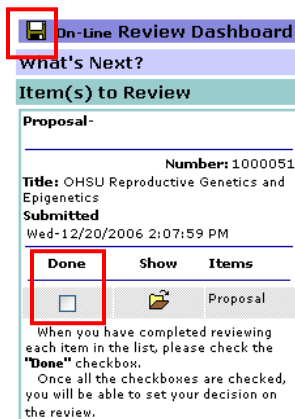 On-Line Review Dashboard
What's Next?
Item(s) to Review
Proposal-
Number: 1000051
Title: OHSU Reproductive Genetics and
Epigenetics
Submitted
Wed-12/20/2006 2:07:59 PM
Done Show Items
Proposal
When you have completed reviewing
each item in the list, please check the
"Done" checkbox.
Once all the checkboxes are checked,
you will be able to set your decision on
the review.